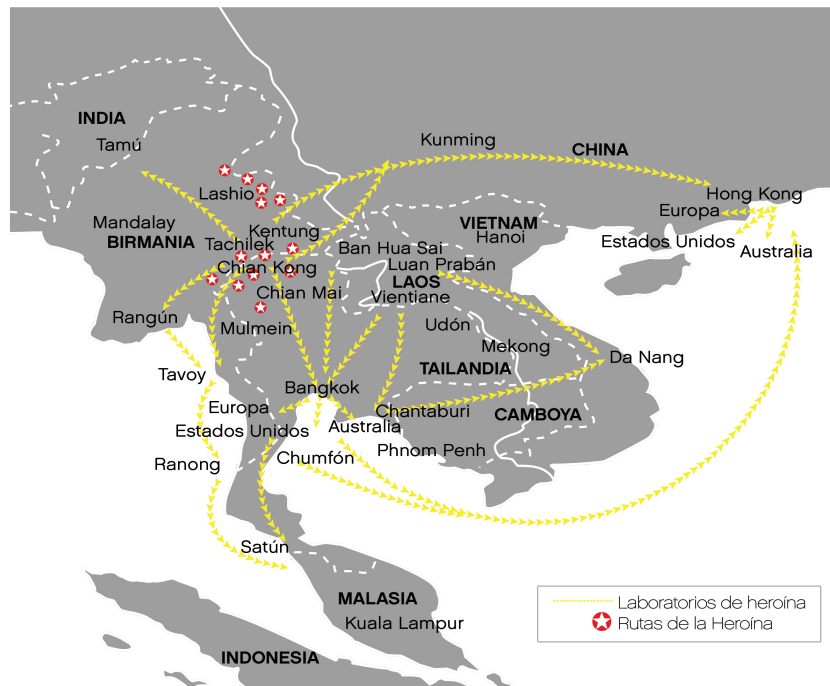 INDIA
Tamú
Kunming
CHINA
Lashio
Hong Kong
Europa
Mandalay
BIRMANIA
Kentung
Tachilek
VIETNAM
Hanoi
Estados Unidos
Australia
Ban Hua Sai
Luan Prabán
Chian Kong
LAOS
Chian Mai
Vientiane
Rangún
Mulmein
Udón
Mekong
Da Nang
Tavoy
TAILANDIA
Bangkok
Europa
Chantaburi
CAMBOYA
Estados Unidos
Australia
Phnom Penh
Ranong
Chumfón
Satún
MALASIA
Kuala Lampur
INDONESIA
Laboratorios de heroína
Rutas de la Heroína